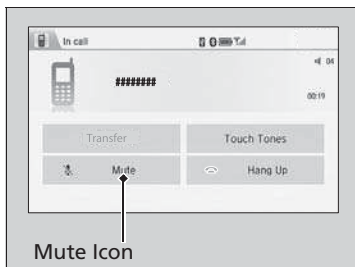 In call
04
########
00:19
Transfer
Touch Tones
Mute
Hang Up
Mute Icon